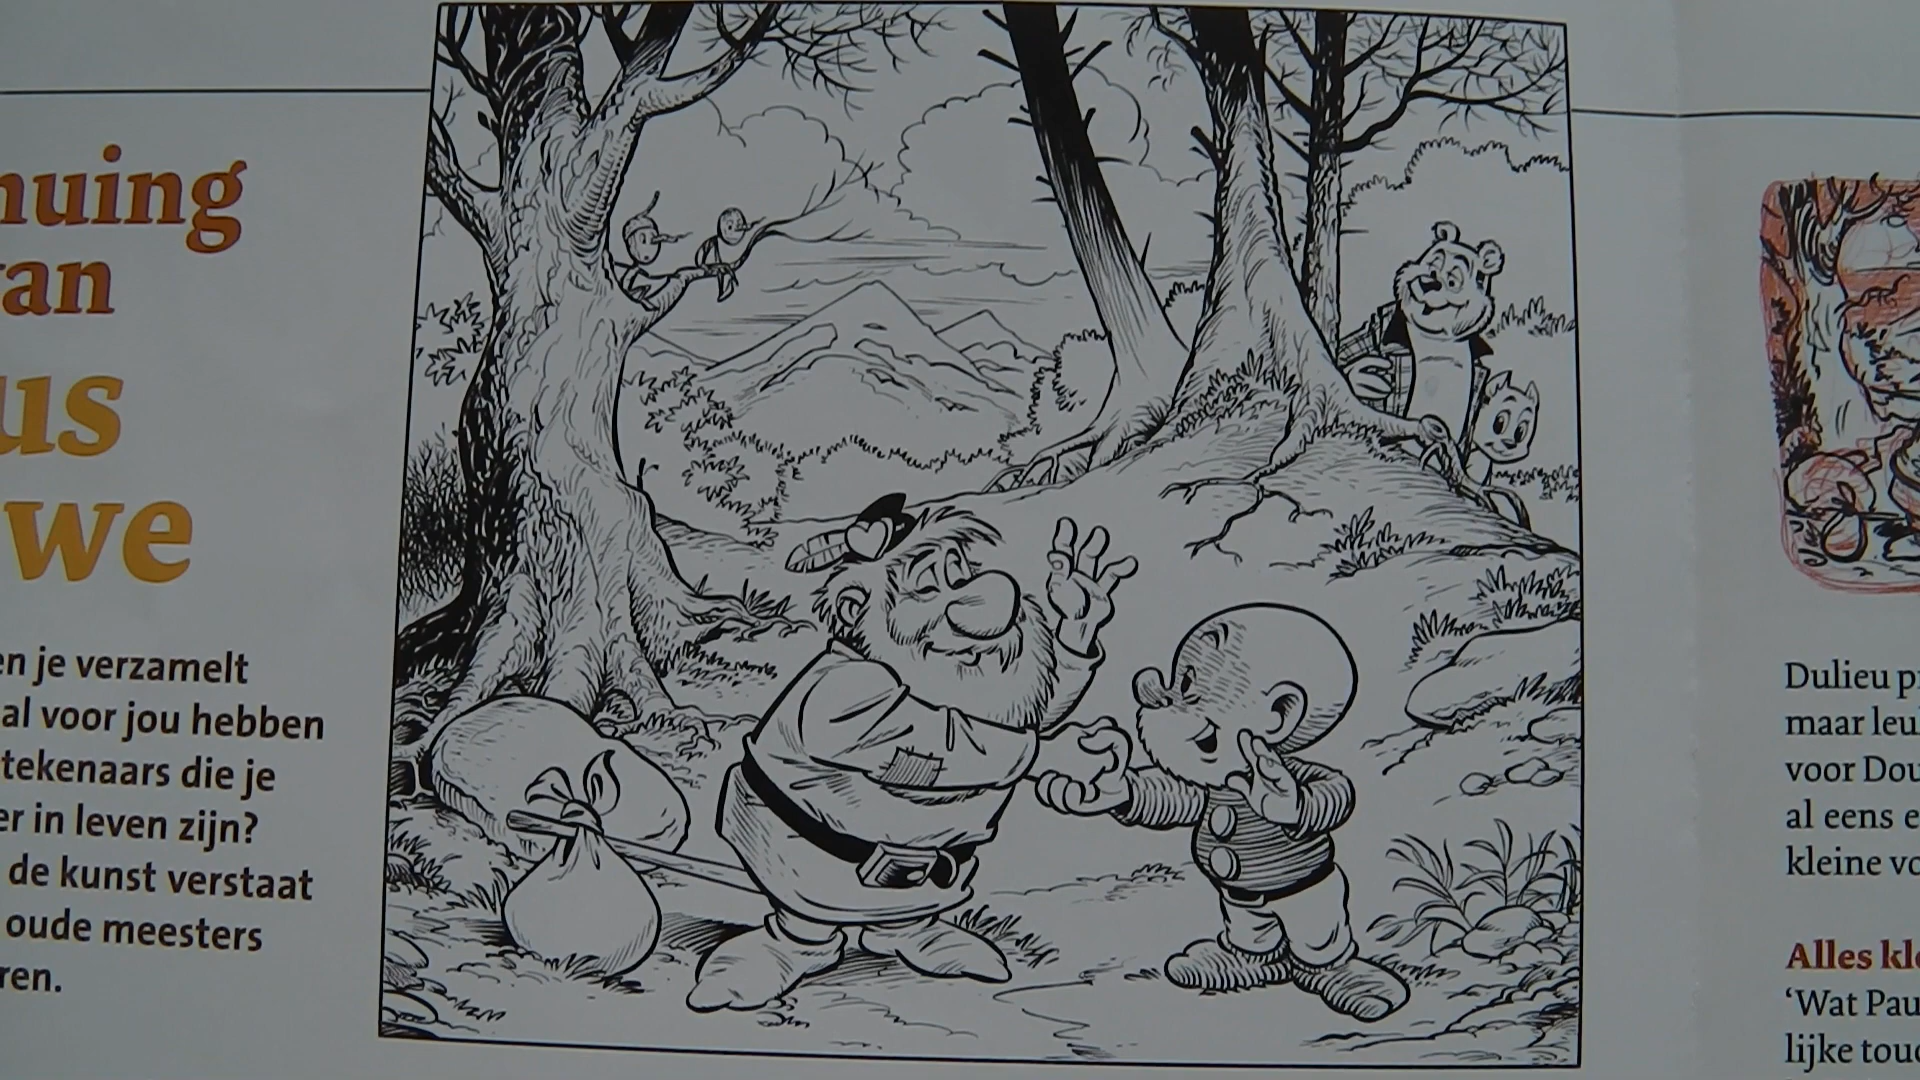 nuing
van
us
we
en je verzamelt
al voor jou hebben
tekenaars die je
er in leven zijn?
de kunst verstaat
oude meesters
ren.
Dulieu
maar
voor
al eens
kleine
Alles
'Wat
lijke